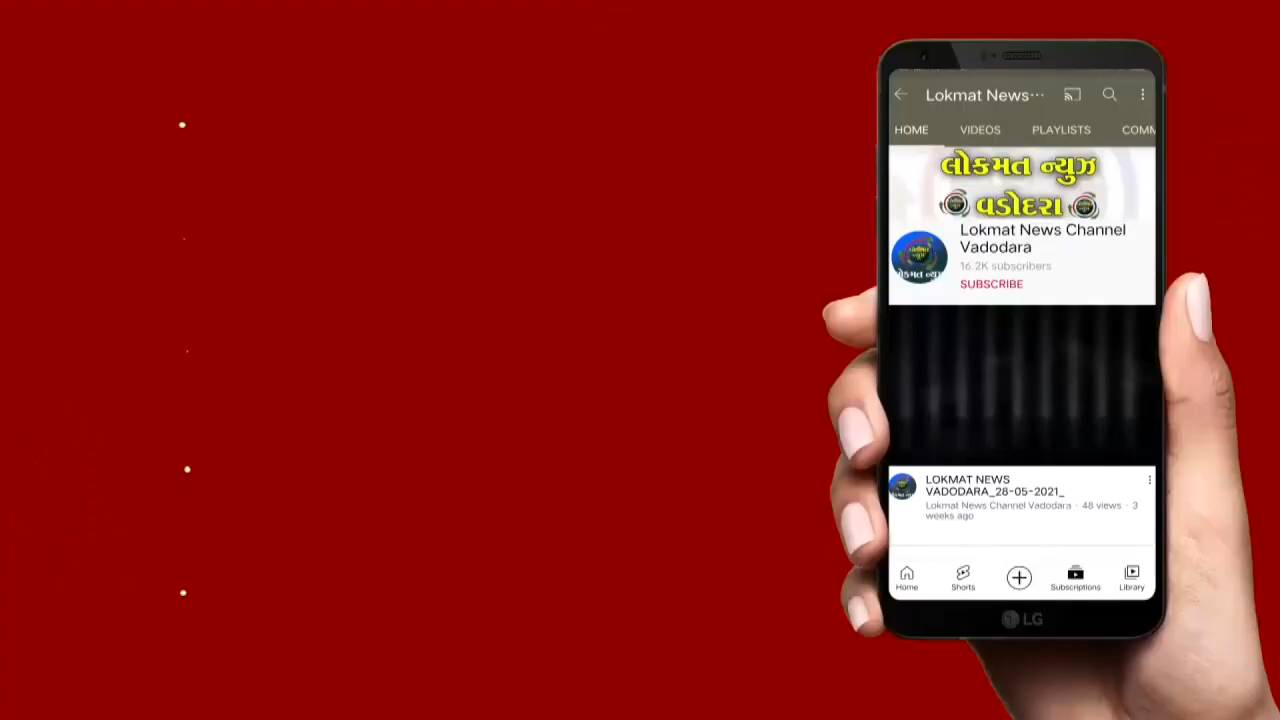 Lokmat News···
HOME VIDEOS PLAYLISTS COMM
લોકમત ન્યુઝ
વડોદરા
Lokmat News Channel
Vadodara
16.2K subscribers
SUBSCRIBE
લોકમત ન્યુઝ
LOKMAT NEWS
VADODARA_28-05-2021_
Lokmat News Channel Vadodara · 48 views · 3
weeks ago
Home Shorts Subscriptions Library
LG